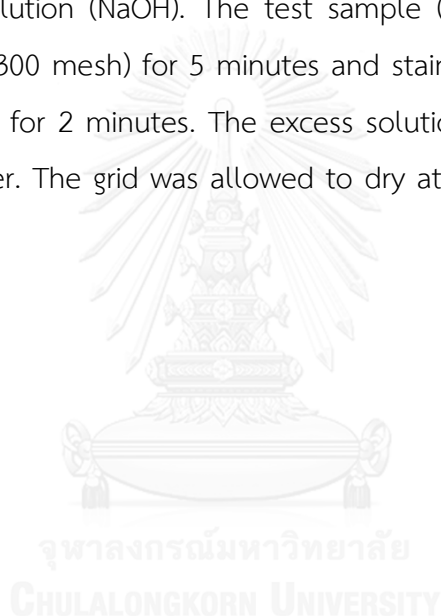 lution (NaOH). The test sample (
300 mesh) for 5 minutes and stain
for 2 minutes. The excess solutio
er. The grid was allowed to dry at
จุฬาลงกรณ์มหาวิทยาลัย
CHULALONGKORN UNIVERSITY